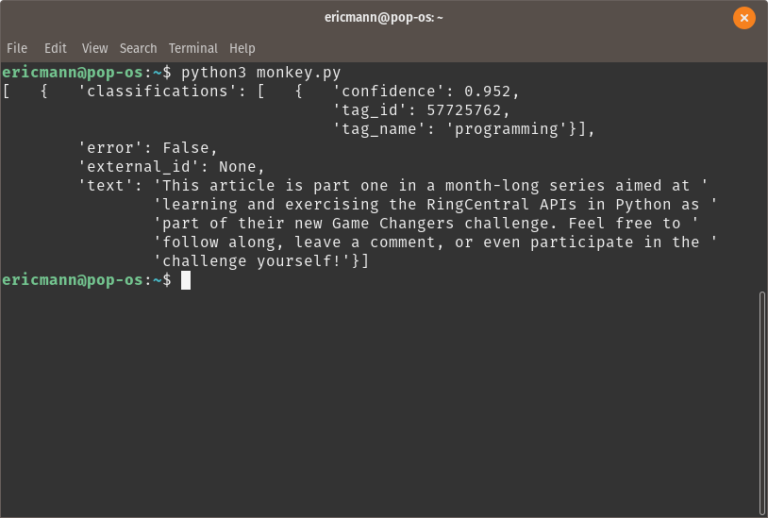 ericmann@pop-os: ~
File Edit View Search Terminal Help
ericmann@pop-os:~$ python3 monkey.py
[   {   'classifications': [   {   'confidence': 0.952,
                                   'tag_id': 57725762,
                                   'tag_name': 'programming'}],
        'error': False,
        'external_id': None,
        'text': 'This article is part one in a month-long series aimed at '
                'learning and exercising the RingCentral APIs in Python as '
                'part of their new Game Changers challenge. Feel free to '
                'follow along, leave a comment, or even participate in the '
                'challenge yourself!'}]
ericmann@pop-os:~$